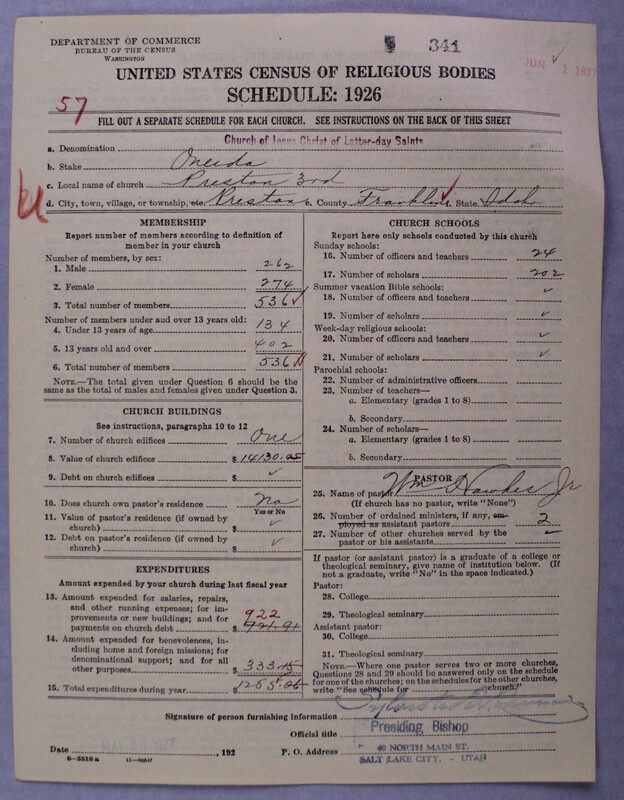 DEPARTMENT OF COMMERCE
BUREAU OF THE CENSUS
WASHINGTON
341
JUN 1 1927
UNITED STATES CENSUS OF RELIGIOUS BODIES
SCHEDULE: 1926
57
FILL OUT A SEPARATE SCHEDULE FOR EACH CHURCH. SEE INSTRUCTIONS ON THE BACK OF THIS SHEET
a. Denomination Church of Jesus Christ of Latter-day Saints
b. Stake Oneida
c. Local name of church Preston 3rd
d. City, town, village, or township, etc. Preston e. County Franklin f. State Idaho
MEMBERSHIP
Report number of members according to definition of
member in your church
Number of members, by sex:
1. Male 262
2. Female 274
3. Total number of members 536
Number of members under and over 13 years old:
4. Under 13 years of age 134
5. 13 years old and over 402
6. Total number of members 536
NOTE.—The total given under Question 6 should be the
same as the total of males and females given under Question 3.
CHURCH BUILDINGS
See instructions, paragraphs 10 to 12
7. Number of church edifices One
8. Value of church edifices $ 14130.
9. Debt on church edifices $ ✓
10. Does church own pastor's residence? No
Yes or No
11. Value of pastor's residence (if owned by
church) $ ✓
12. Debt on pastor's residence (if owned by
church) $ ✓
EXPENDITURES
Amount expended by your church during last fiscal year
13. Amount expended for salaries, repairs,
and other running expenses; for im-
provements or new buildings; and for 922
payments on church debt $ 921.91
14. Amount expended for benevolences, in-
cluding home and foreign missions; for
denominational support; and for all
other purposes $ 333.15
15. Total expenditures during year $ 1255.06
CHURCH SCHOOLS
Report here only schools conducted by this church
Sunday schools:
16. Number of officers and teachers 24
17. Number of scholars 202
Summer vacation Bible schools:
18. Number of officers and teachers ✓
19. Number of scholars ✓
Week-day religious schools:
20. Number of officers and teachers ✓
21. Number of scholars ✓
Parochial schools:
22. Number of administrative officers
23. Number of teachers—
a. Elementary (grades 1 to 8)
b. Secondary
24. Number of scholars—
a. Elementary (grades 1 to 8)
b. Secondary
PASTOR
25. Name of pastor Wm Hawkes Jr.
(If church has no pastor, write "None")
26. Number of ordained ministers, if any, em-
ployed as assistant pastors 2
27. Number of other churches served by the
pastor or his assistants
If pastor (or assistant pastor) is a graduate of a college or
theological seminary, give name of institution below. (If
not a graduate, write "No" in the space indicated.)
Pastor:
28. College
29. Theological seminary
Assistant pastor:
30. College
31. Theological seminary
NOTE.—Where one pastor serves two or more churches,
Questions 28 and 29 should be answered only on the schedule
for one of the churches; on the schedules for the other churches,
write "See schedule for church."
Signature of person furnishing information
Official title Presiding Bishop
Date , 192
P. O. Address 40 NORTH MAIN ST.
SALT LAKE CITY, - UTAH
8—5518 a